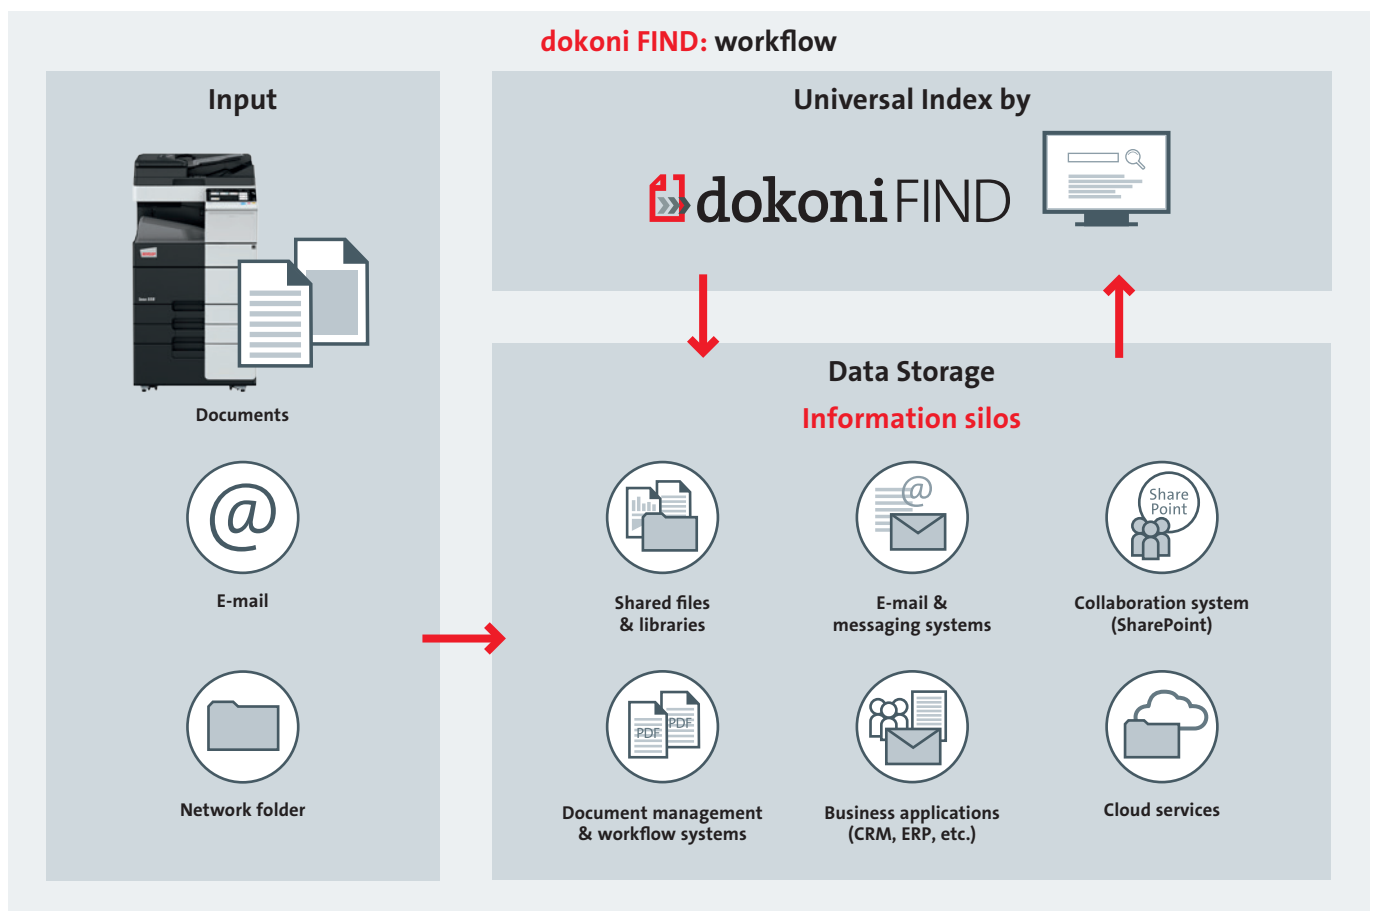 dokoni FIND: workflow
Input
Documents
@
E-mail
Network folder
Universal Index by
dokoni FIND
Data Storage
Information silos
Shared files
& libraries
@
E-mail &
messaging systems
Share
Point
Collaboration system
(SharePoint)
PDF
PDF
Document management
& workflow systems
Business applications
(CRM, ERP, etc.)
Cloud services